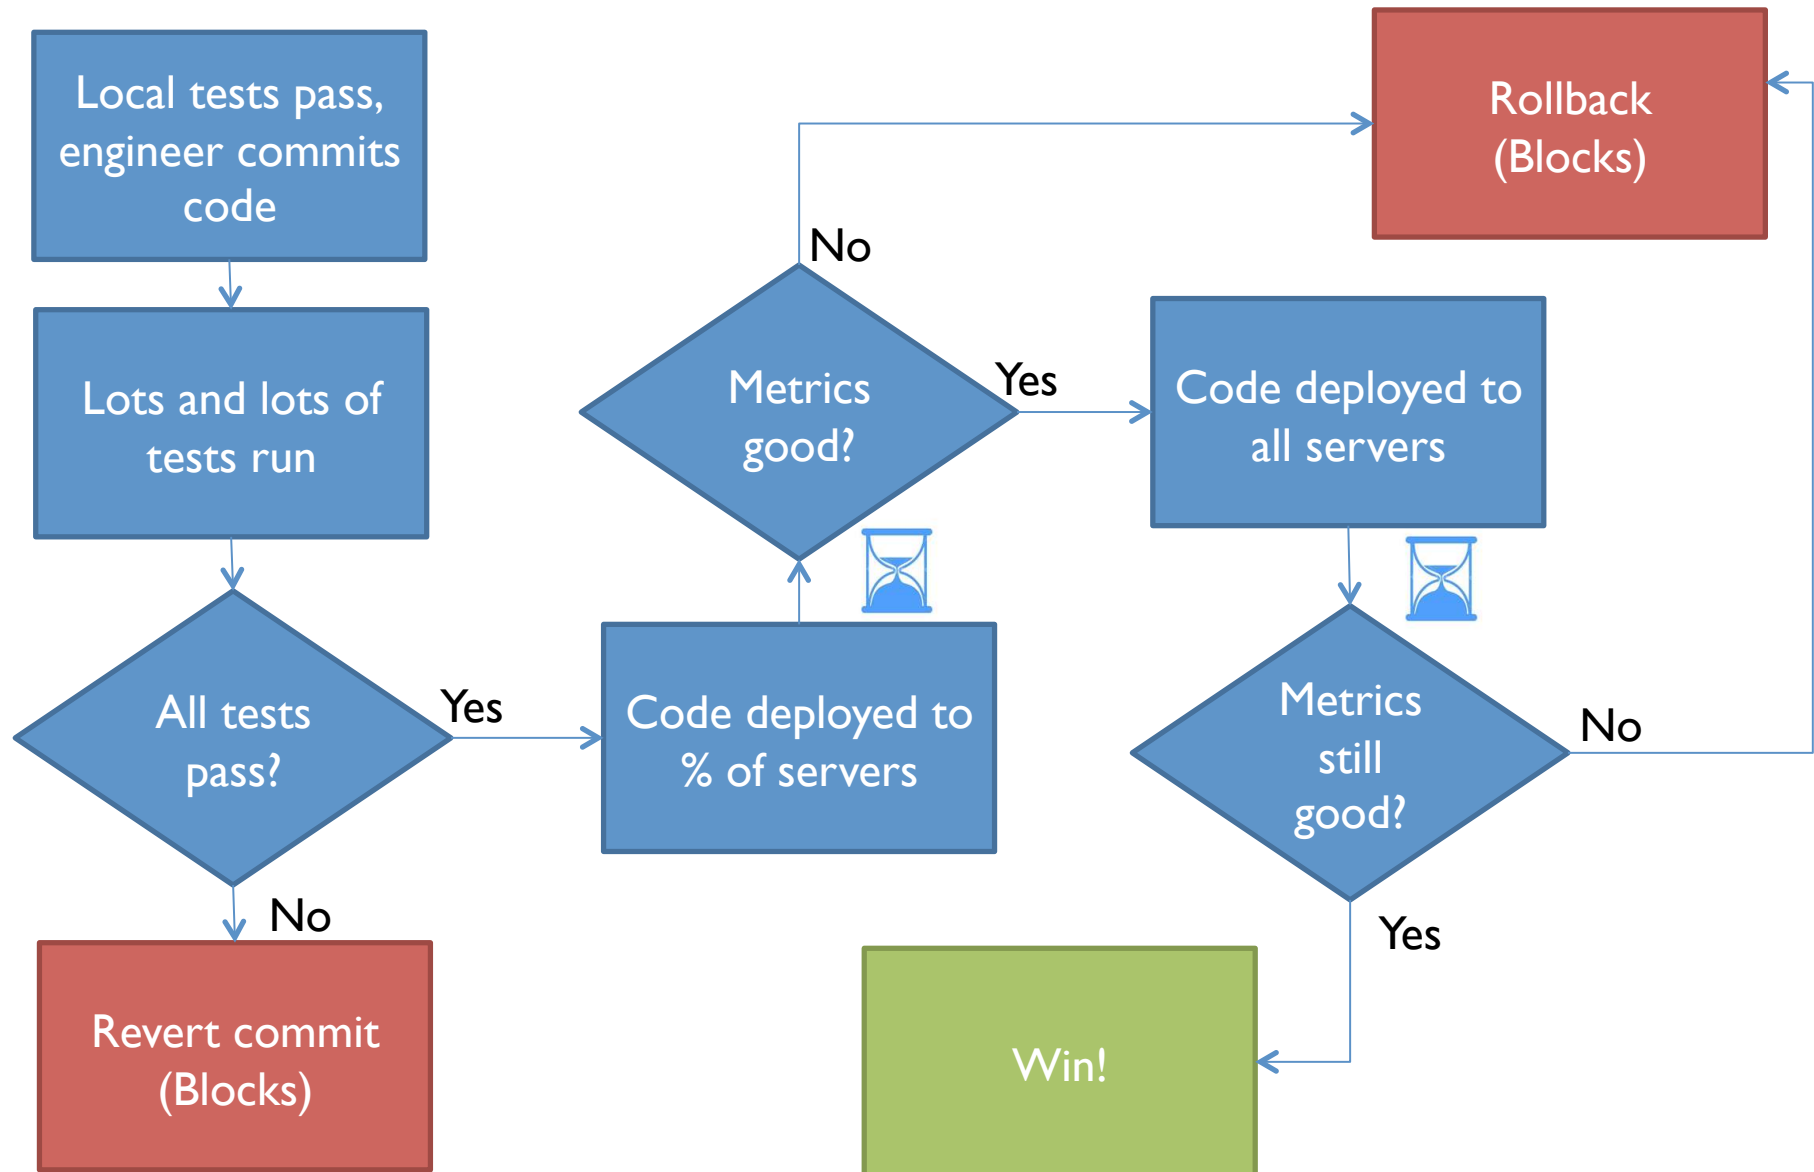 Local tests pass,
engineer commits
code
Lots and lots of
tests run
All tests
pass?
Yes
No
Revert commit
(Blocks)
Code deployed to
% of servers
Metrics
good?
No
Yes
Rollback
(Blocks)
Code deployed to
all servers
Metrics
still
good?
No
Yes
Win!